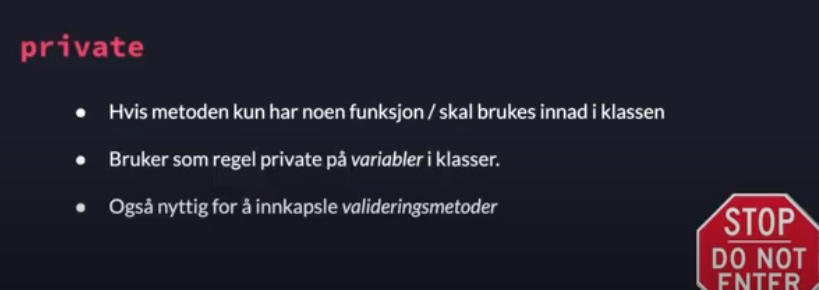 private
● Hvis metoden kun har noen funksjon / skal brukes innad i klassen
● Bruker som regel private på variabler i klasser.
● Også nyttig for å innkapsle valideringsmetoder
STOP
DO NOT
ENTER